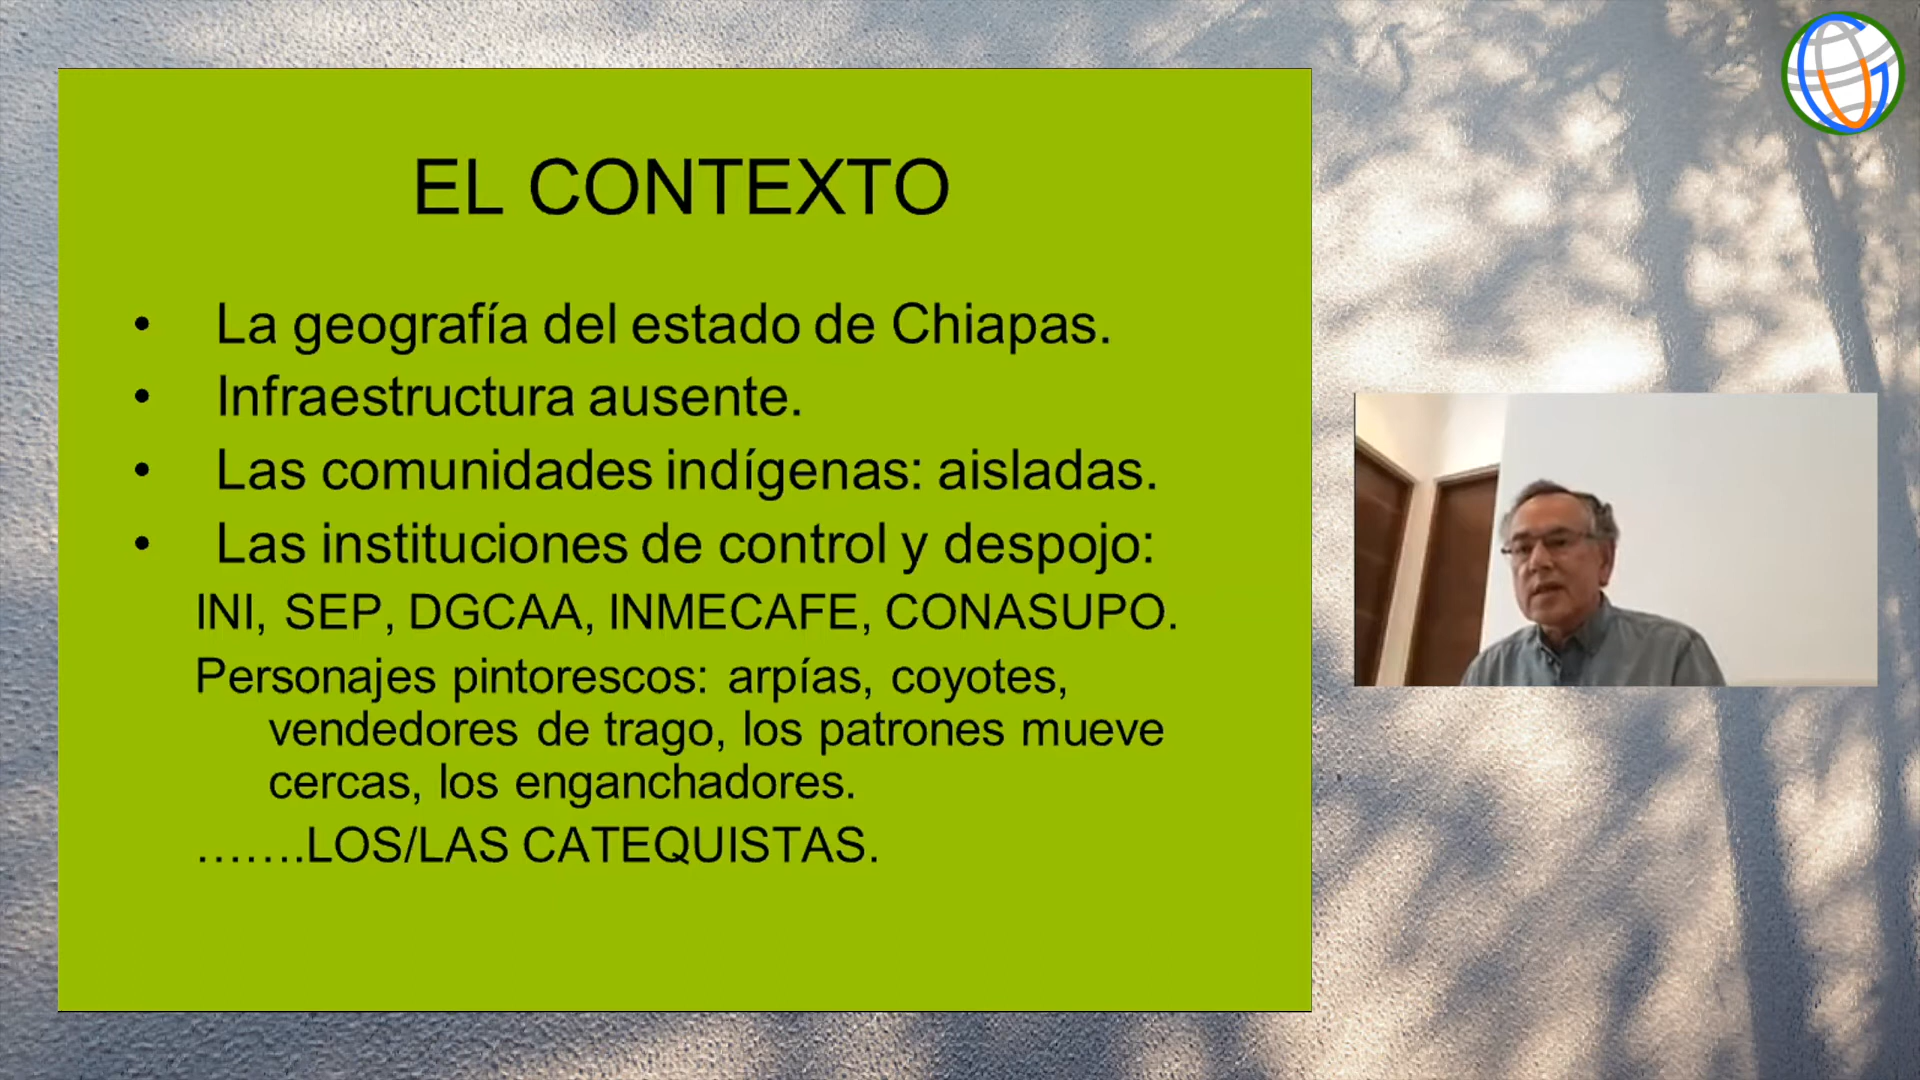 EL CONTEXTO
• La geografía del estado de Chiapas.
• Infraestructura ausente.
• Las comunidades indígenas: aisladas.
• Las instituciones de control y despojo:
INI, SEP, DGCAA, INMECAFE, CONASUPO.
Personajes pintorescos: arpías, coyotes,
vendedores de trago, los patrones mueve
cercas, los enganchadores.
…….LOS/LAS CATEQUISTAS.